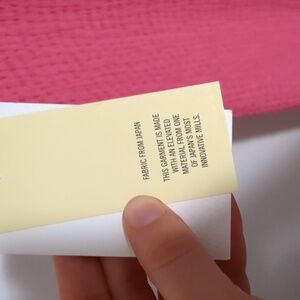 FABRIC FROM JAPAN
THIS GARMENT IS MADE
WITH AN ELEVATED
MATERIAL FROM ONE
OF JAPAN'S MOST
INNOVATIVE MILLS.